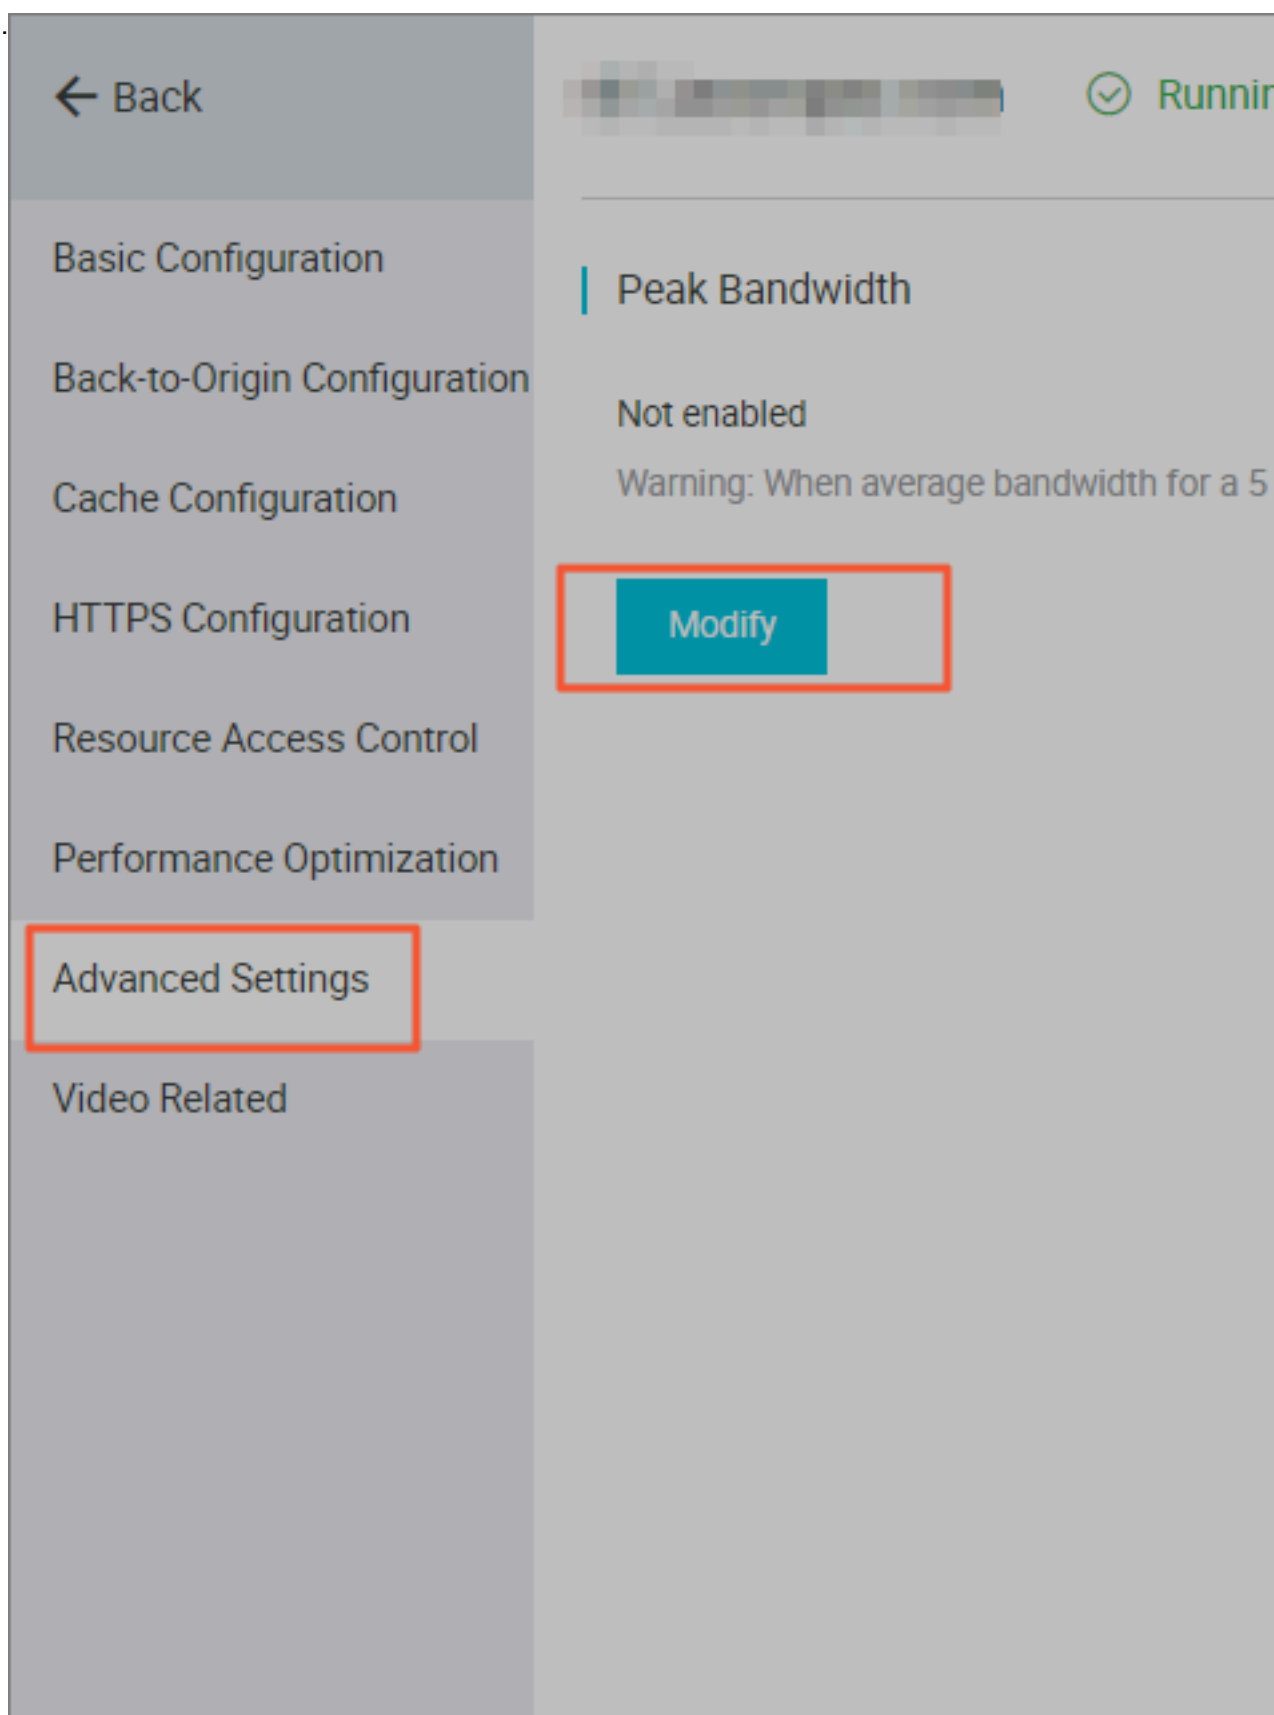 Back
Basic Configuration
Back-to-Origin Configuration
Cache Configuration
HTTPS Configuration
Resource Access Control
Performance Optimization
Advanced Settings
Video Related
Peak Bandwidth
Not enabled
Warning: When average bandwidth for a 5
Modify